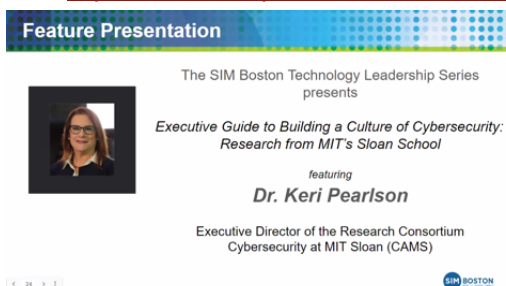 Feature Presentation
The SIM Boston Technology Leadership Series
presents
Executive Guide to Building a Culture of Cybersecurity:
Research from MIT's Sloan School
featuring
Dr. Keri Pearlson
Executive Director of the Research Consortium
Cybersecurity at MIT Sloan (CAMS)
SIM BOSTON